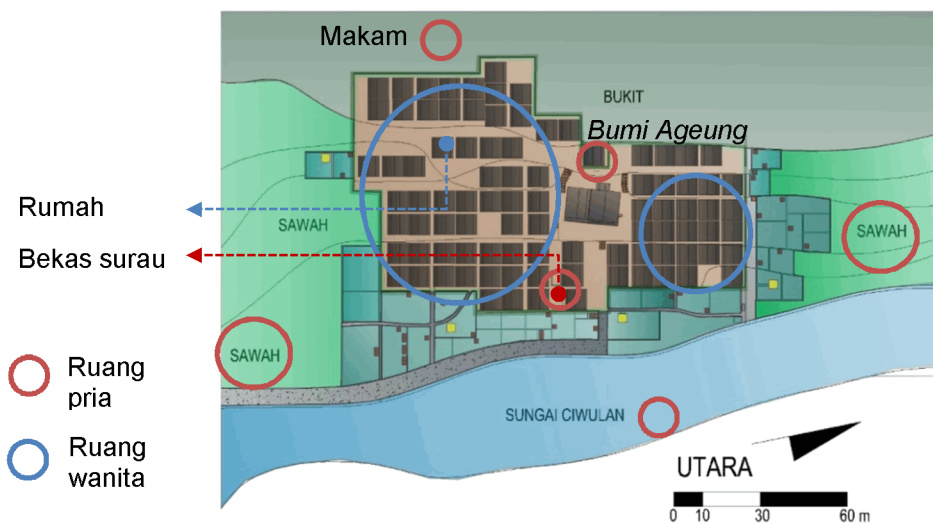 Makam
BUKIT
Bumi Ageung
Rumah
SAWAH
SAWAH
Bekas surau
SAWAH
Ruang
pria
SUNGAI CIWULAN
Ruang
wanita
UTARA
0 10 30 60 m